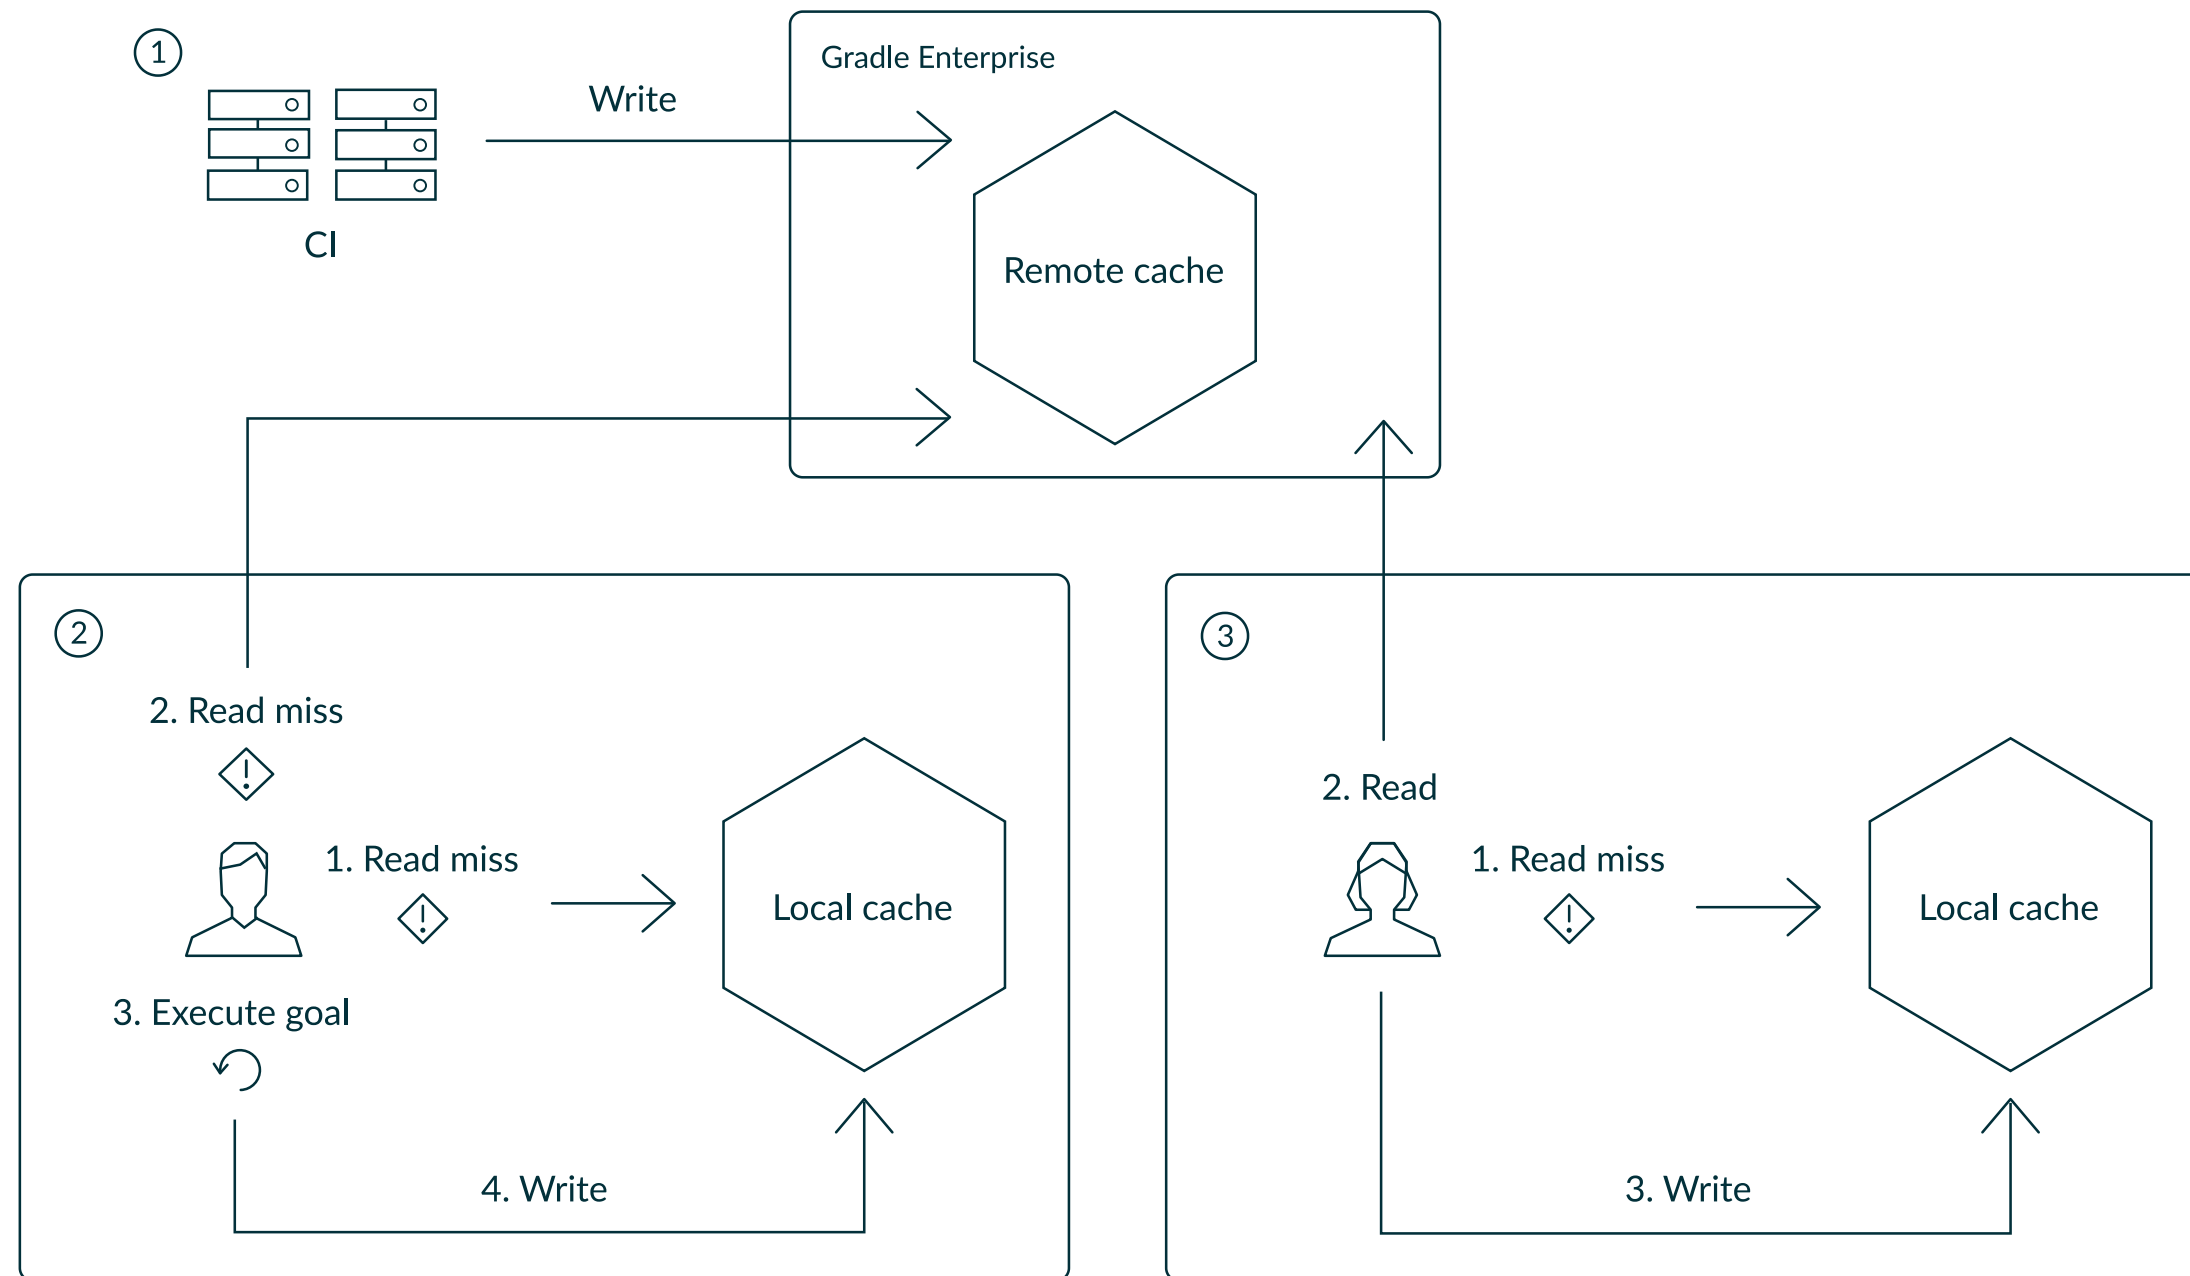 1
Gradle Enterprise
Write
CI
Remote cache
2
2. Read miss
1. Read miss
Local cache
3. Execute goal
4. Write
3
2. Read
1. Read miss
Local cache
3. Write